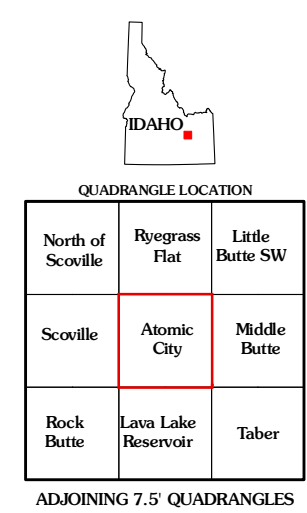 IDAHO
QUADRANGLE LOCATION
North of
Scoville
Ryegrass
Flat
Little
Butte SW
Scoville
Atomic
City
Middle
Butte
Rock
Butte
Lava Lake
Reservoir
Taber
ADJOINING 7.5' QUADRANGLES